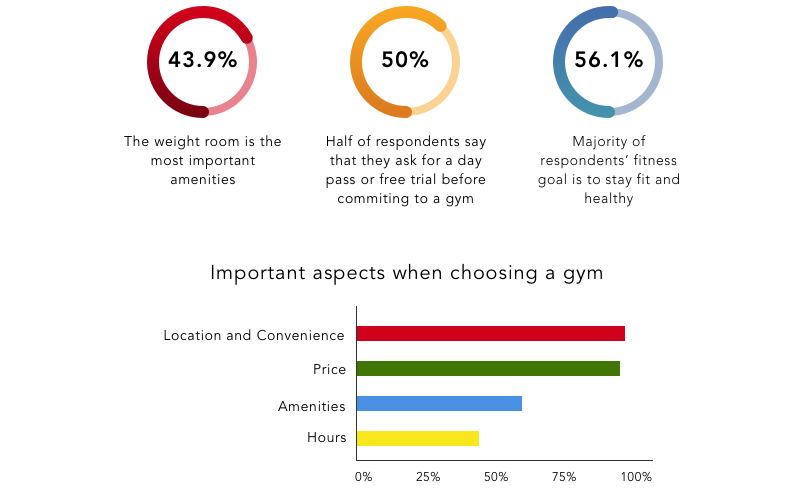 43.9%
The weight room is the
most important
amenities
50%
Half of respondents say
that they ask for a day
pass or free trial before
commiting to a gym
56.1%
Majority of
respondents’ fitness
goal is to stay fit and
healthy
Important aspects when choosing a gym
Location and Convenience
Price
Amenities
Hours
0% 25% 50% 75% 100%